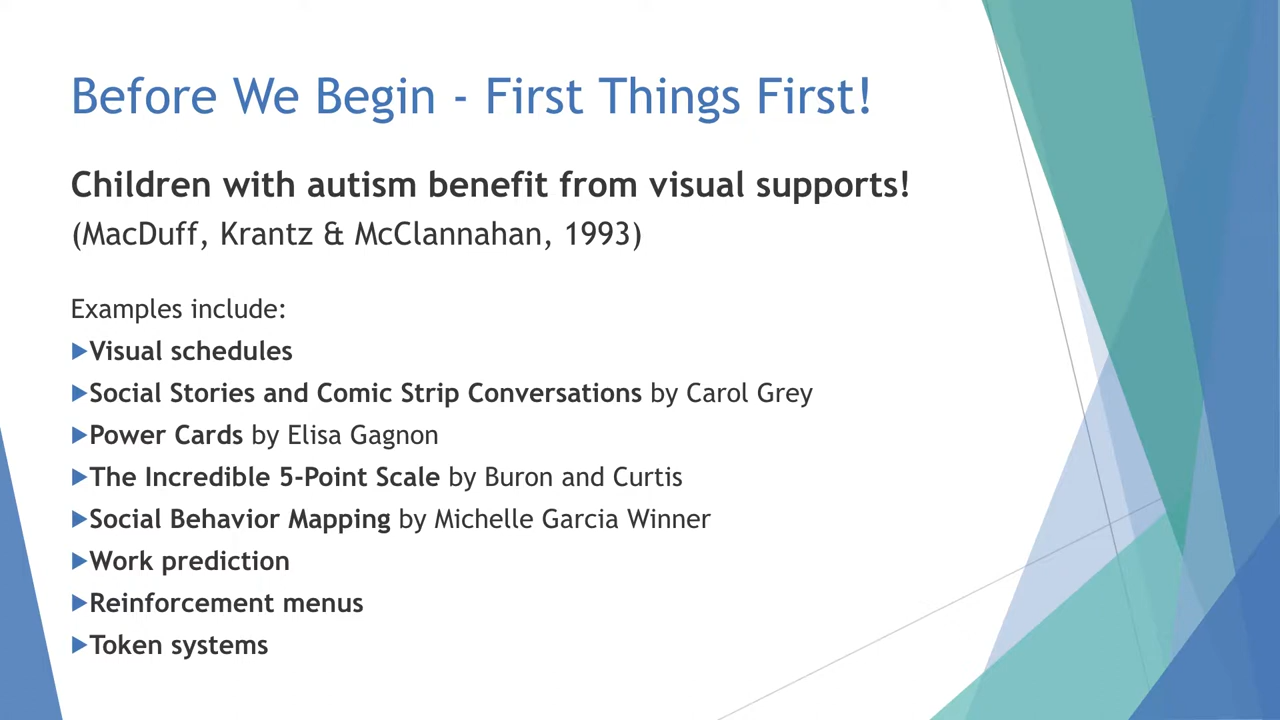 Before We Begin - First Things First!
Children with autism benefit from visual supports!
(MacDuff, Krantz & McClannahan, 1993)
Examples include:
Visual schedules
Social Stories and Comic Strip Conversations by Carol Grey
Power Cards by Elisa Gagnon
The Incredible 5-Point Scale by Buron and Curtis
Social Behavior Mapping by Michelle Garcia Winner
Work prediction
Reinforcement menus
Token systems